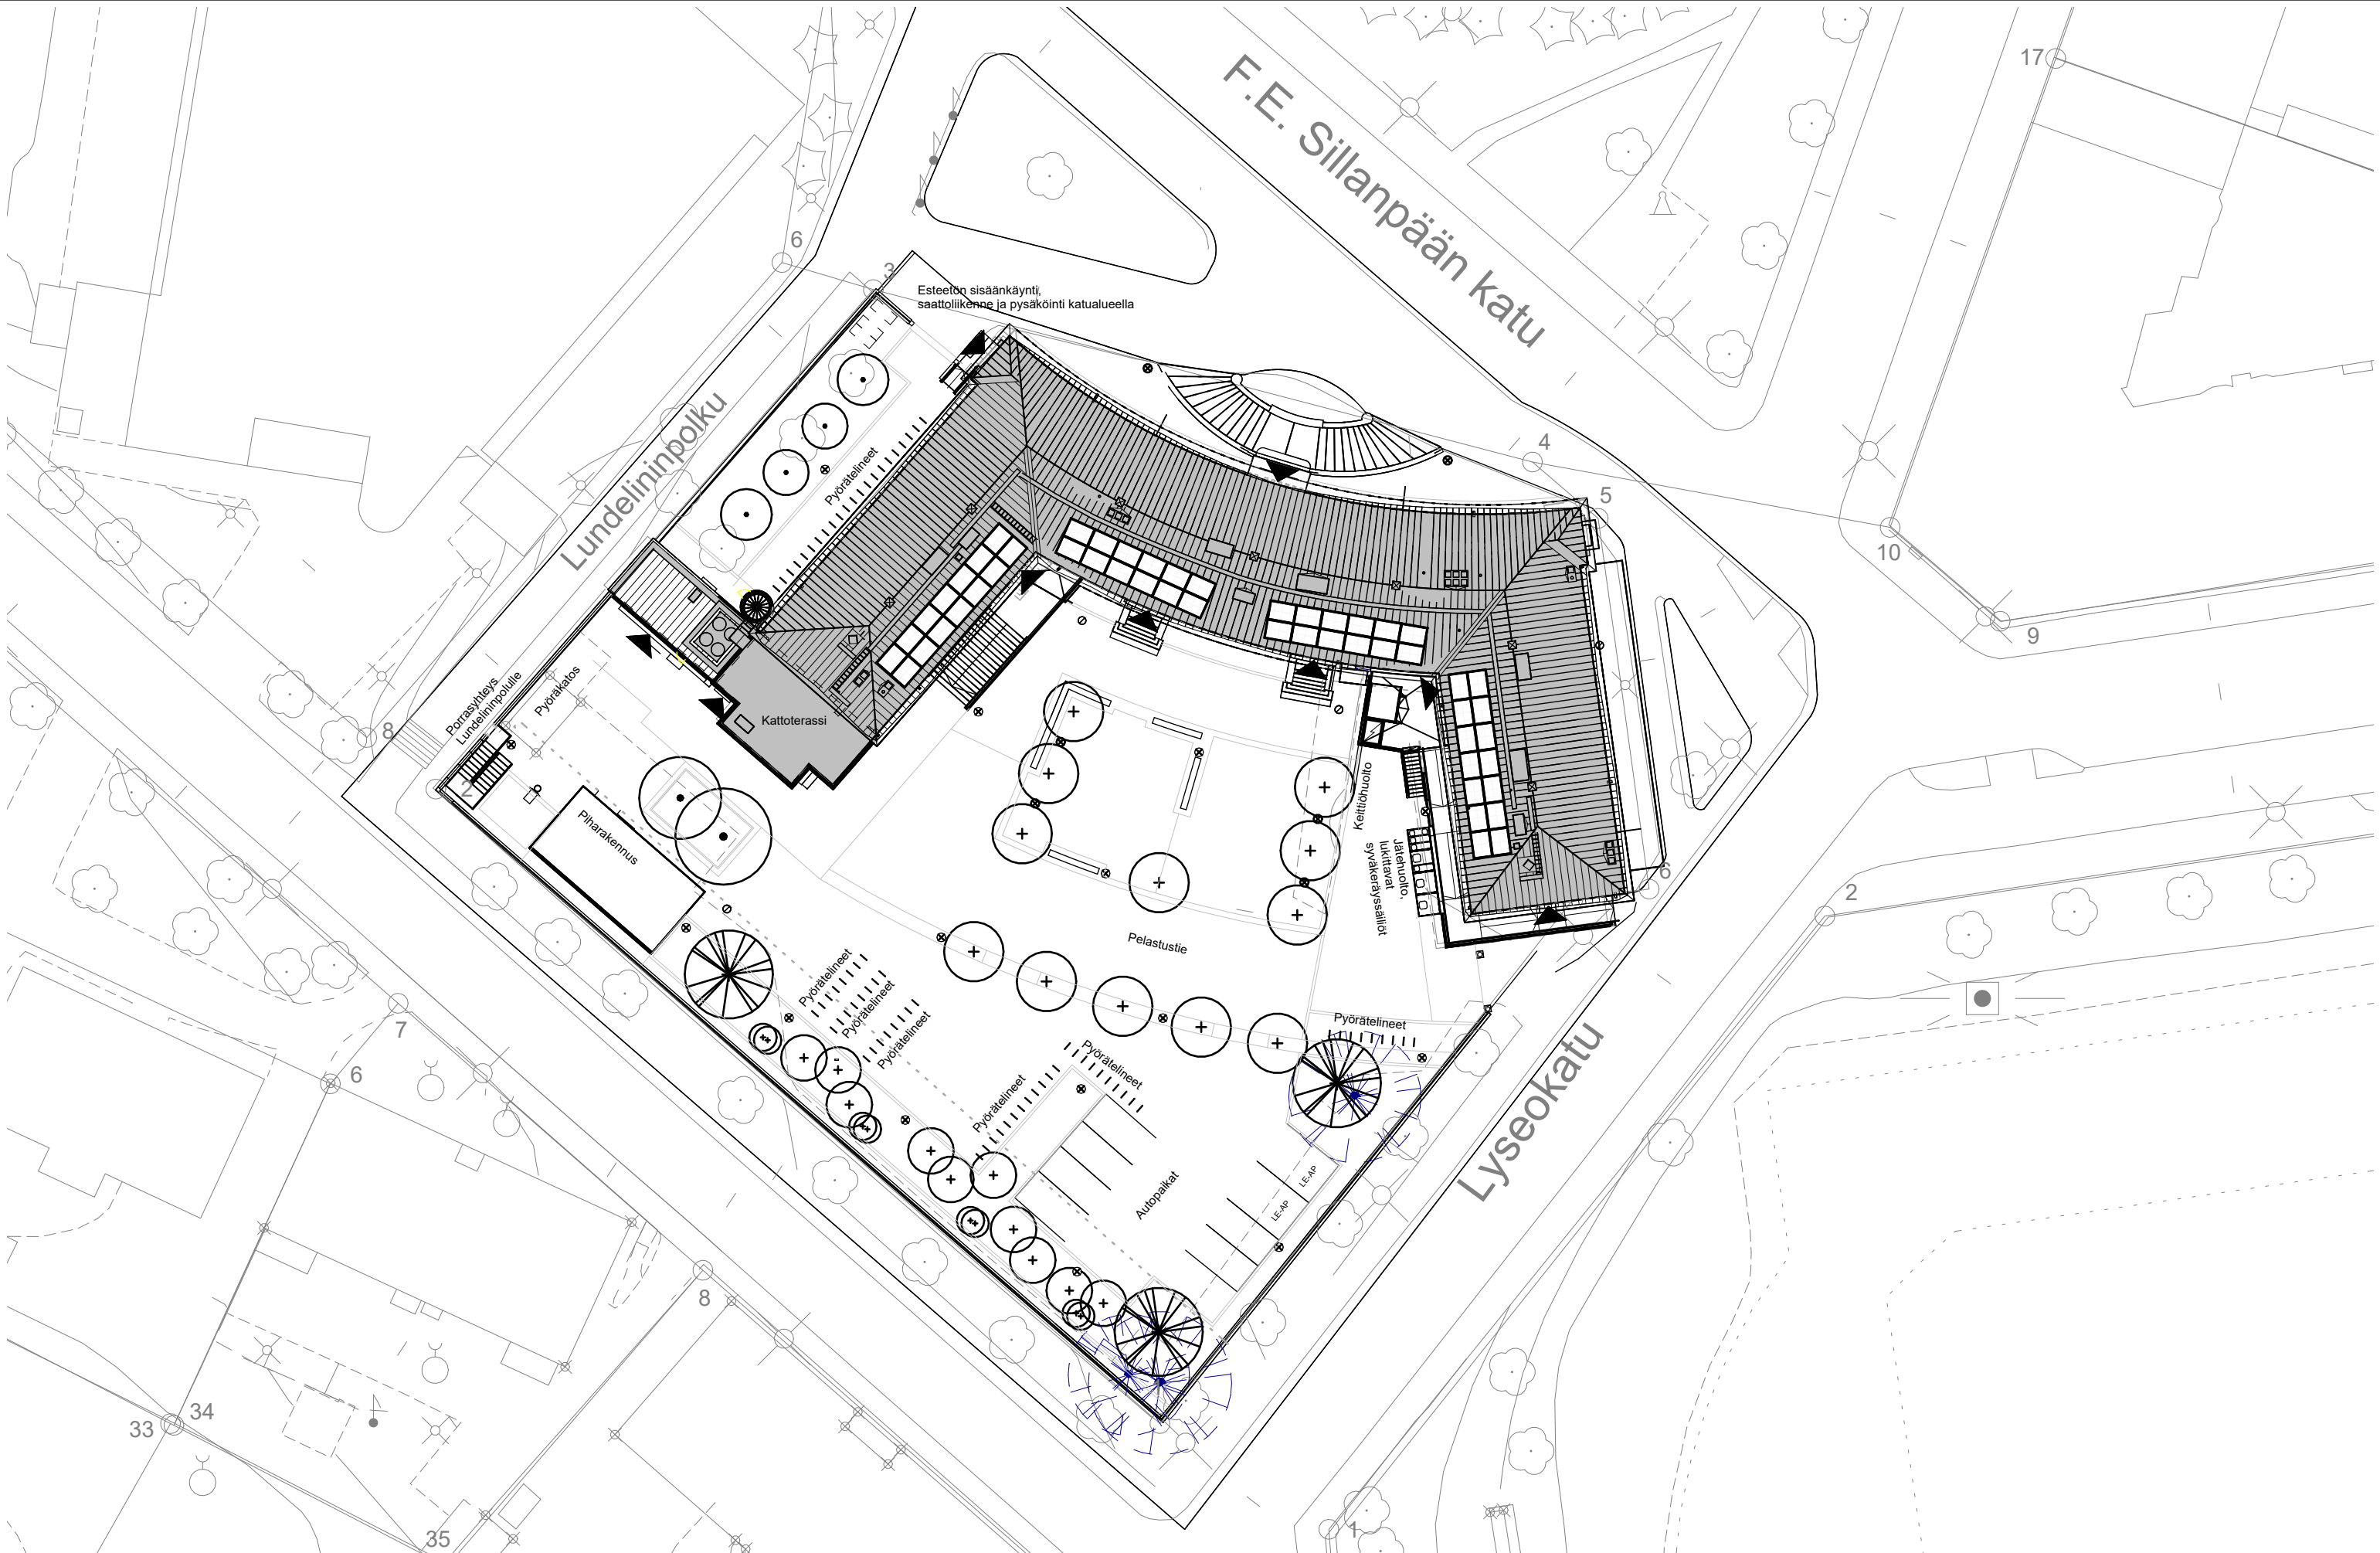 17
F.E. Sillanpään katu
6
3
Esteetön sisäänkäynti,
saattoliikenne ja pysäköinti katualueella
4
5
10
9
Lundelininpolku
Pyörätelineet
Porrasyhteys
Lundelininpolulle
Pyöräkatos
8
2
Kattoterassi
Piharakennus
Keittiöhuolto
Jätehuolto,
lukittavat
syväkeräyssäiliöt
6
2
Pelastustie
Pyörätelineet
Pyörätelineet
Pyörätelineet
Pyörätelineet
Pyörätelineet
Pyörätelineet
Lyseokatu
7
6
Autopaikat
LE-AP
LE-AP
8
33
34
35
1